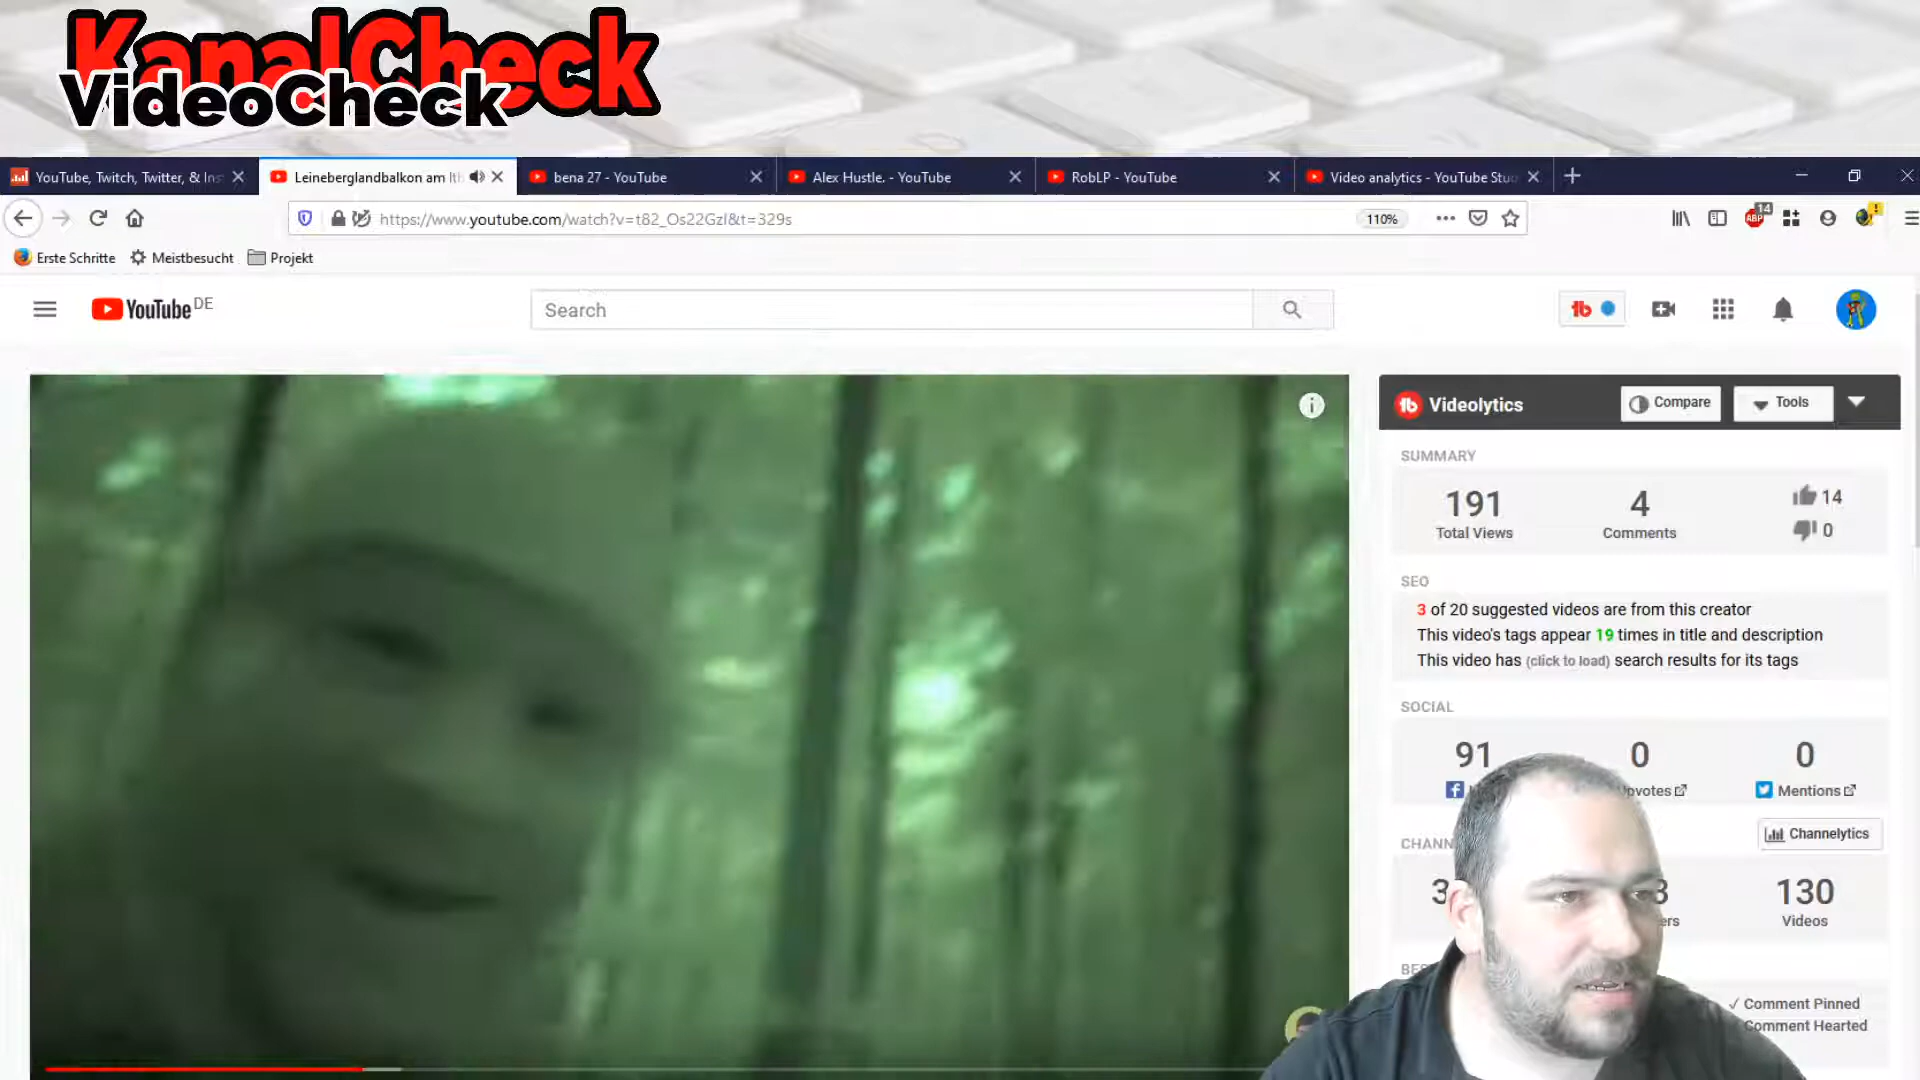 KanalCheck
VideoCheck
YouTube, Twitch, Twitter, & Ins
Leineberglandbalkon am Ith
bena 27 - YouTube
Alex Hustle. - YouTube
RobLP - YouTube
Video analytics - YouTube Stu
https://www.youtube.com/watch?v=t82_Os22GzI&t=329s
110%
14
Erste Schritte
Meistbesucht
Projekt
YouTube DE
Search
Videolytics
Compare
Tools
SUMMARY
191
4
14
Total Views
Comments
0
SEO
3 of 20 suggested videos are from this creator
This video's tags appear 19 times in title and description
This video has (click to load) search results for its tags
SOCIAL
91
0
0
Mentions
CHANN
Channelytics
130
Videos
Comment Pinned
Comment Hearted